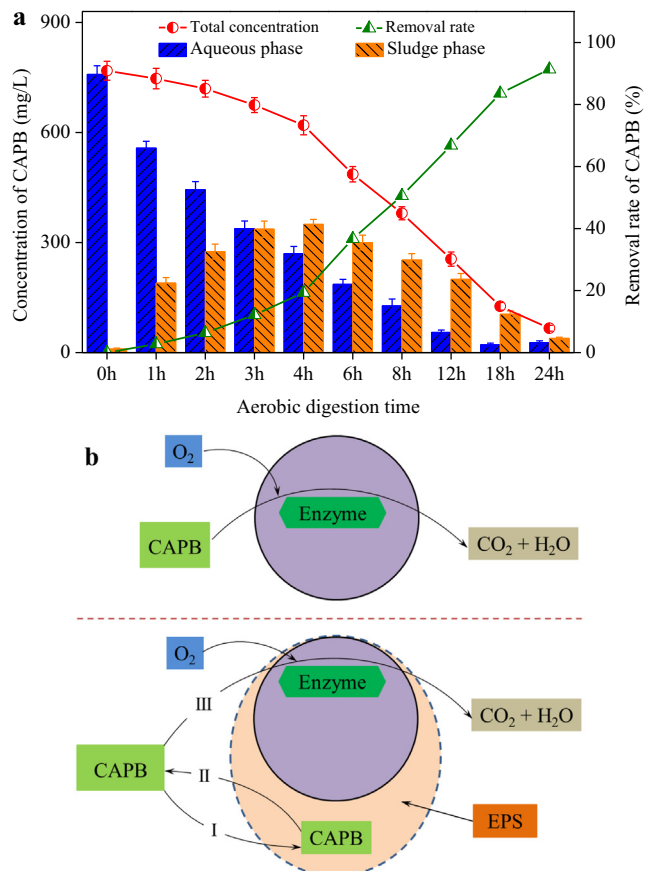 a
Total concentration
Removal rate
Aqueous phase
Sludge phase
Concentration of CAPB (mg/L)
900
600
300
0
Removal rate of CAPB (%)
100
80
60
40
20
0
0h 1h 2h 3h 4h 6h 8h 12h 18h 24h
Aerobic digestion time
b
O₂
Enzyme
CAPB
CO₂ + H₂O
O₂
Enzyme
III
CO₂ + H₂O
CAPB
II
I
CAPB
EPS